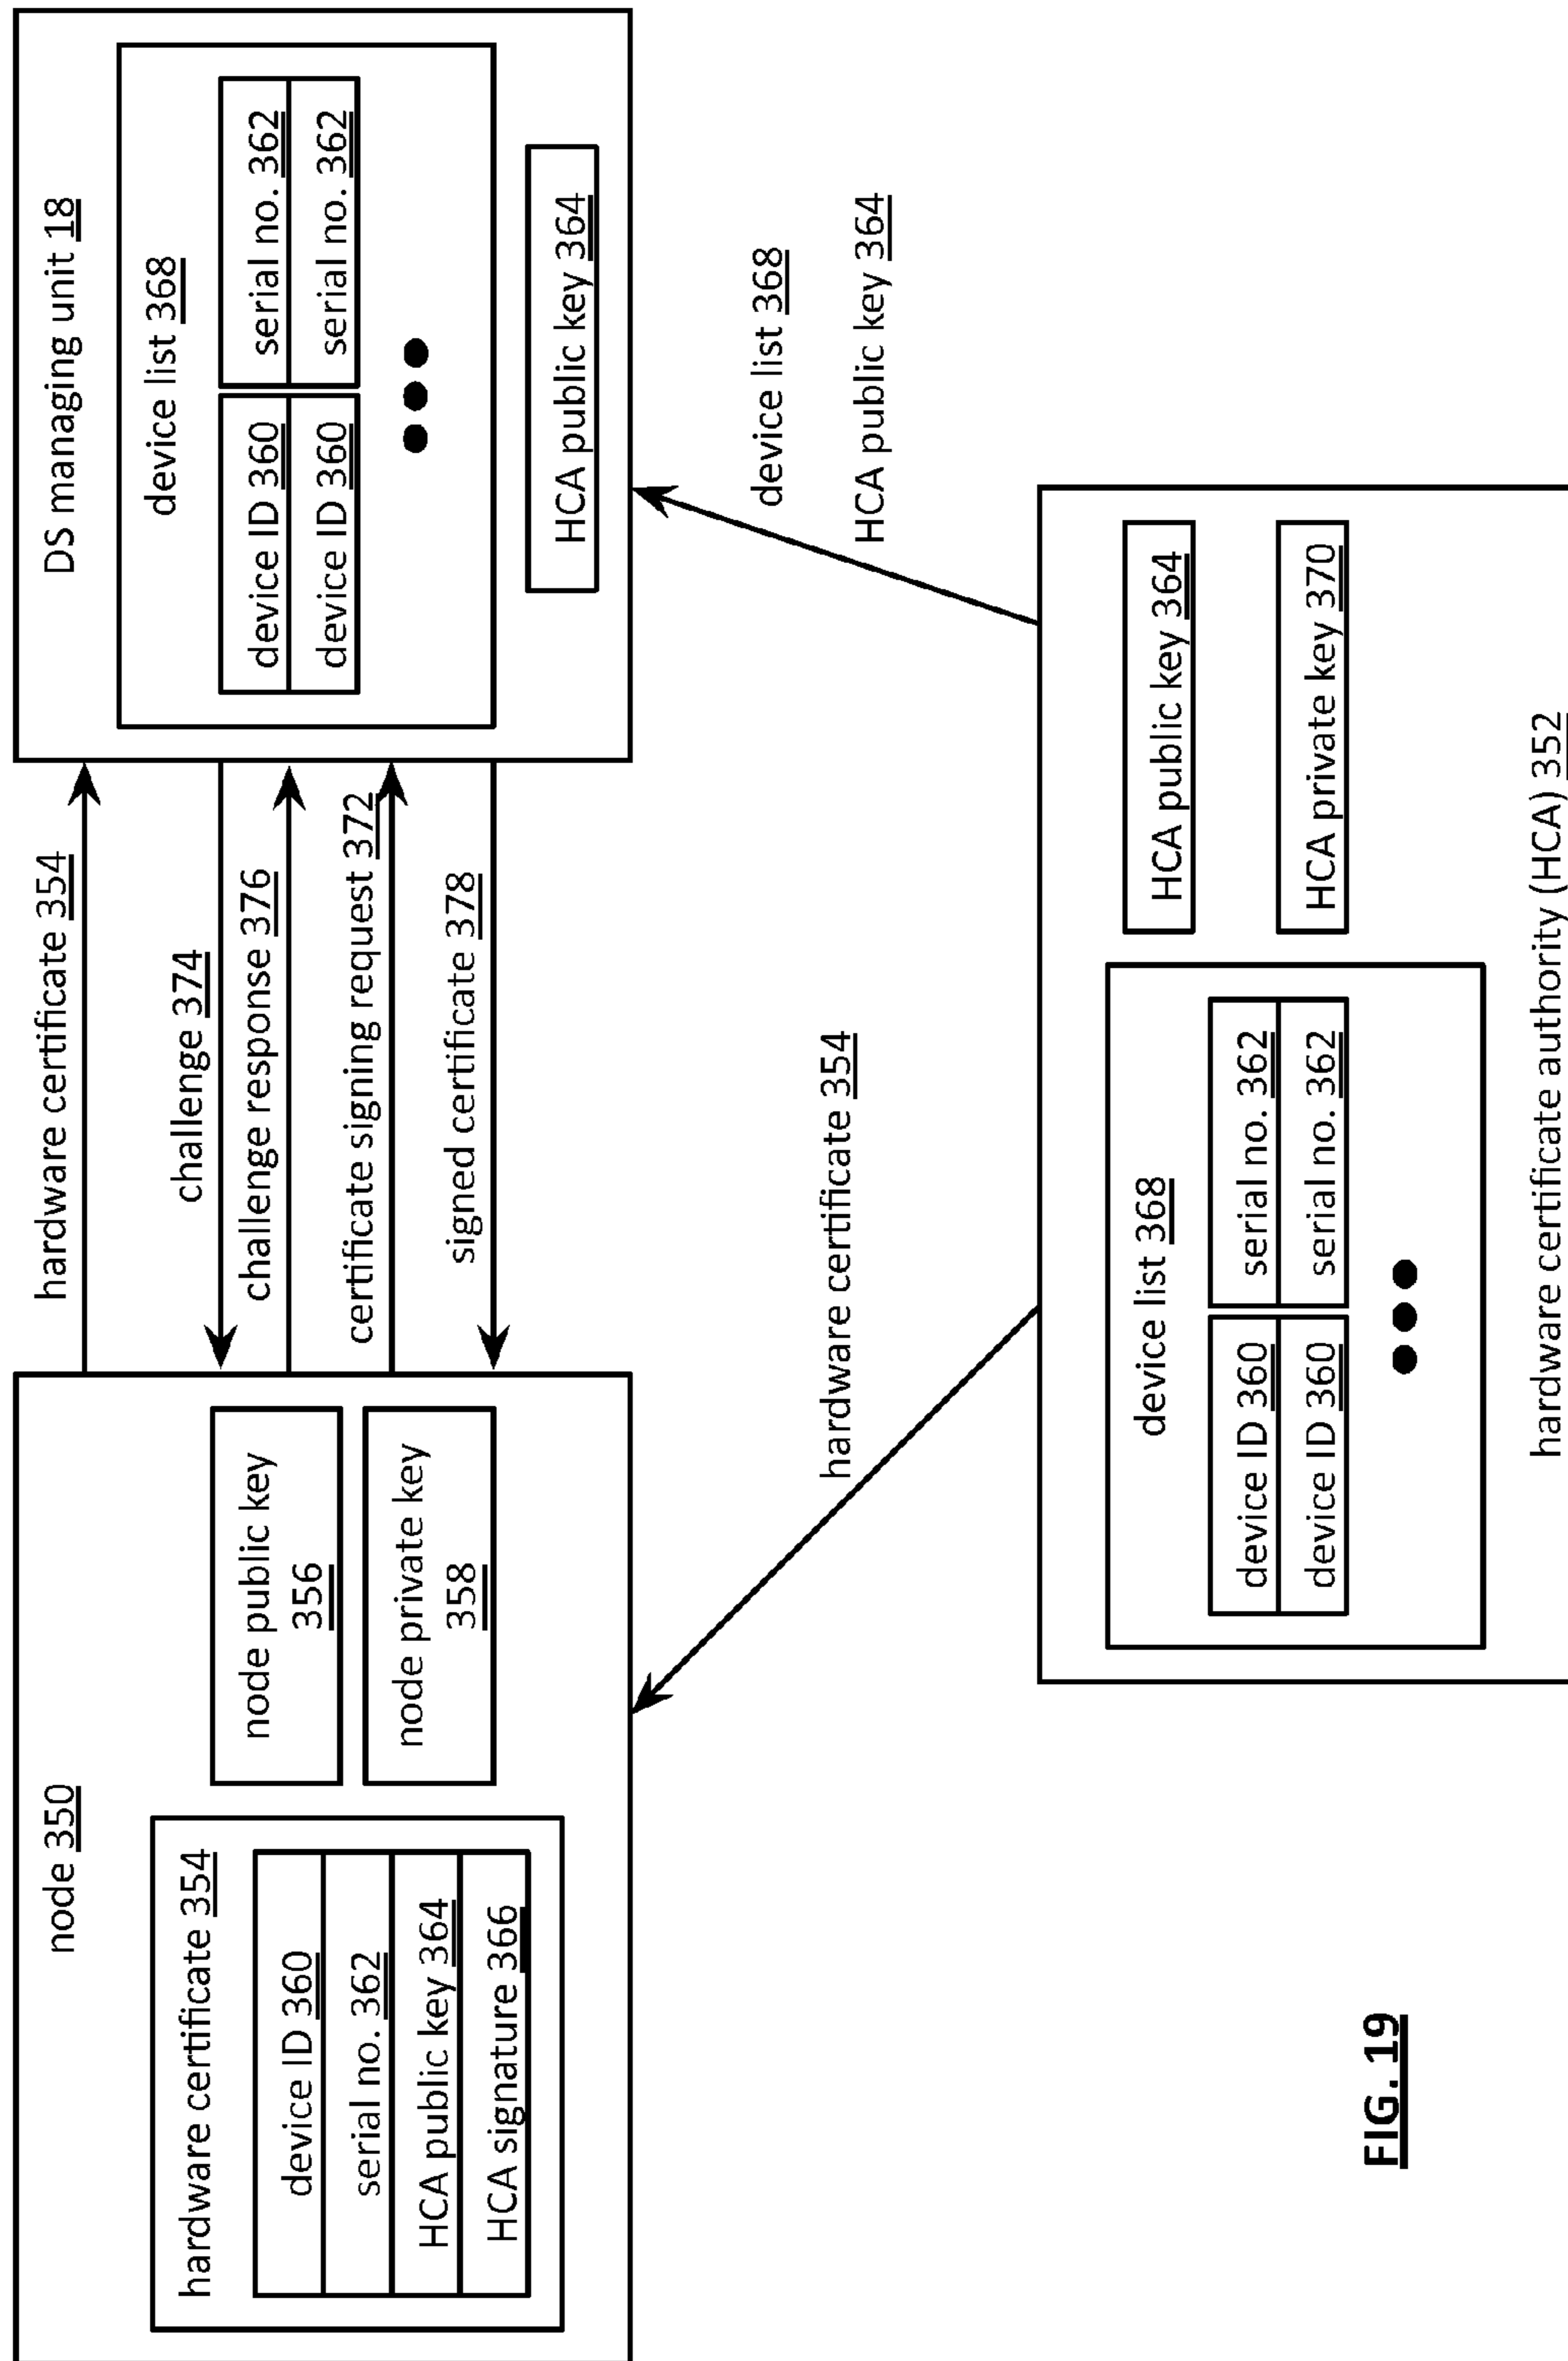 node 350
hardware certificate 354
device ID 360
serial no. 362
HCA public key 364
HCA signature 366
node public key
356
node private key
358
hardware certificate 354
challenge 374
challenge response 376
certificate signing request 372
signed certificate 378
DS managing unit 18
device list 368
device ID 360 serial no. 362
device ID 360 serial no. 362
HCA public key 364
hardware certificate 354
device list 368
HCA public key 364
device list 368
device ID 360 serial no. 362
device ID 360 serial no. 362
HCA public key 364
HCA private key 370
hardware certificate authority (HCA) 352
FIG. 19